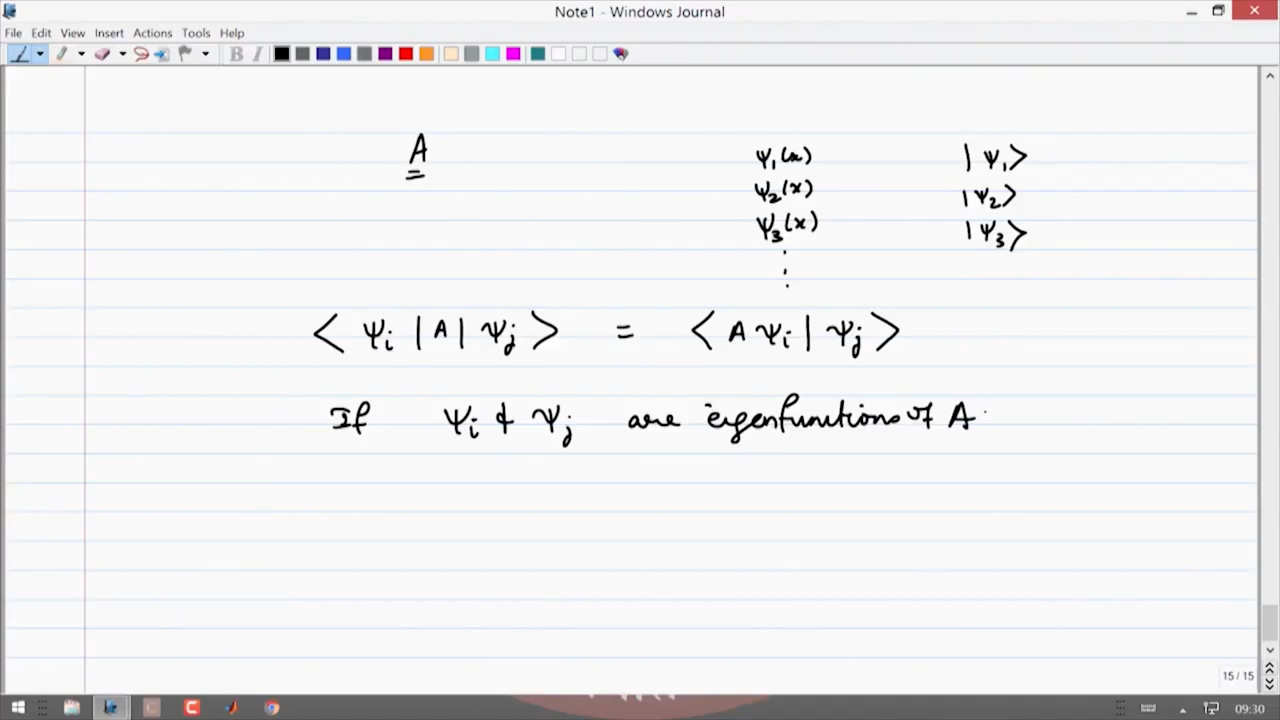 Note1 - Windows Journal
File Edit View Insert Actions Tools Help
B I
A
ψ₁(x) |ψ₁>
ψ₂(x) |ψ₂>
ψ₃(x) |ψ₃>
⋮
< ψᵢ | A | ψⱼ > = < A ψᵢ | ψⱼ >
If ψᵢ & ψⱼ are eigenfunitions of A
15 / 15
09:30